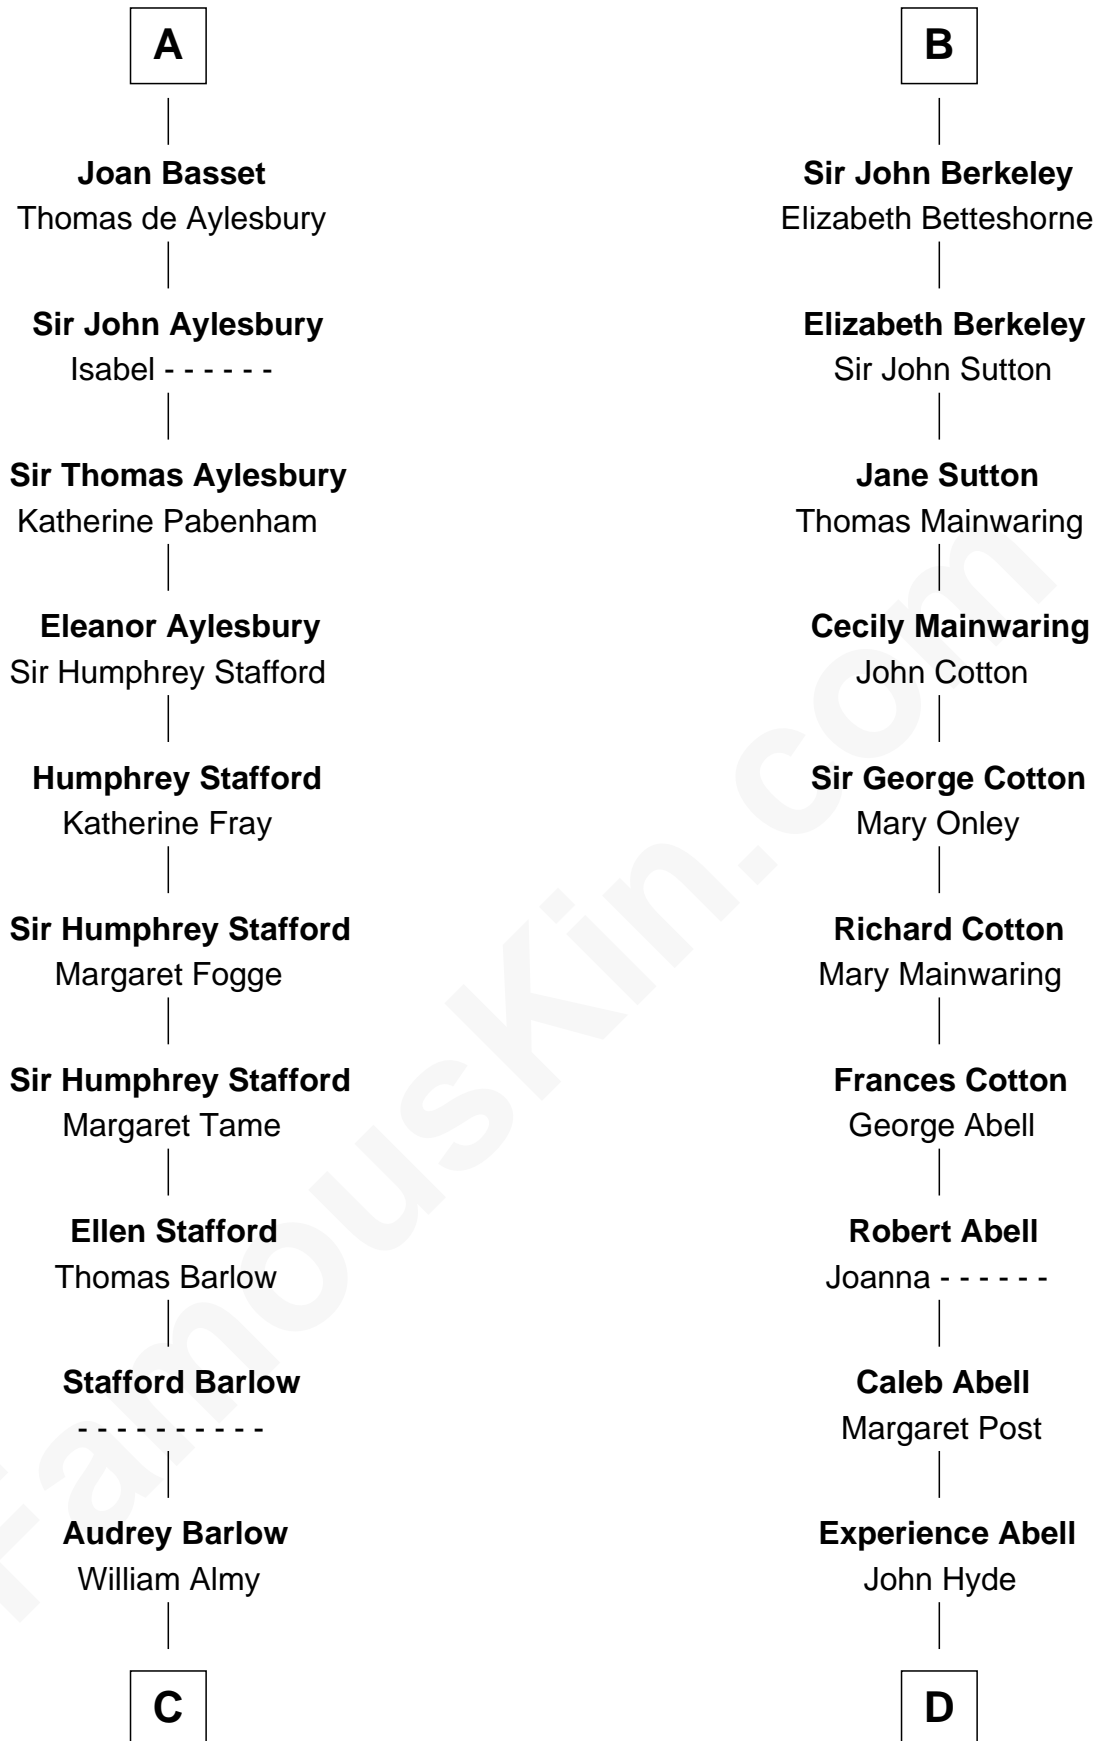 A
Joan Basset
Thomas de Aylesbury
Sir John Aylesbury
Isabel - - - - - -
Sir Thomas Aylesbury
Katherine Pabenham
Eleanor Aylesbury
Sir Humphrey Stafford
Humphrey Stafford
Katherine Fray
Sir Humphrey Stafford
Margaret Fogge
Sir Humphrey Stafford
Margaret Tame
Ellen Stafford
Thomas Barlow
Stafford Barlow
- - - - - - - - - -
Audrey Barlow
William Almy
C
B
Sir John Berkeley
Elizabeth Betteshorne
Elizabeth Berkeley
Sir John Sutton
Jane Sutton
Thomas Mainwaring
Cecily Mainwaring
John Cotton
Sir George Cotton
Mary Onley
Richard Cotton
Mary Mainwaring
Frances Cotton
George Abell
Robert Abell
Joanna - - - - - -
Caleb Abell
Margaret Post
Experience Abell
John Hyde
D
FamousKin.com